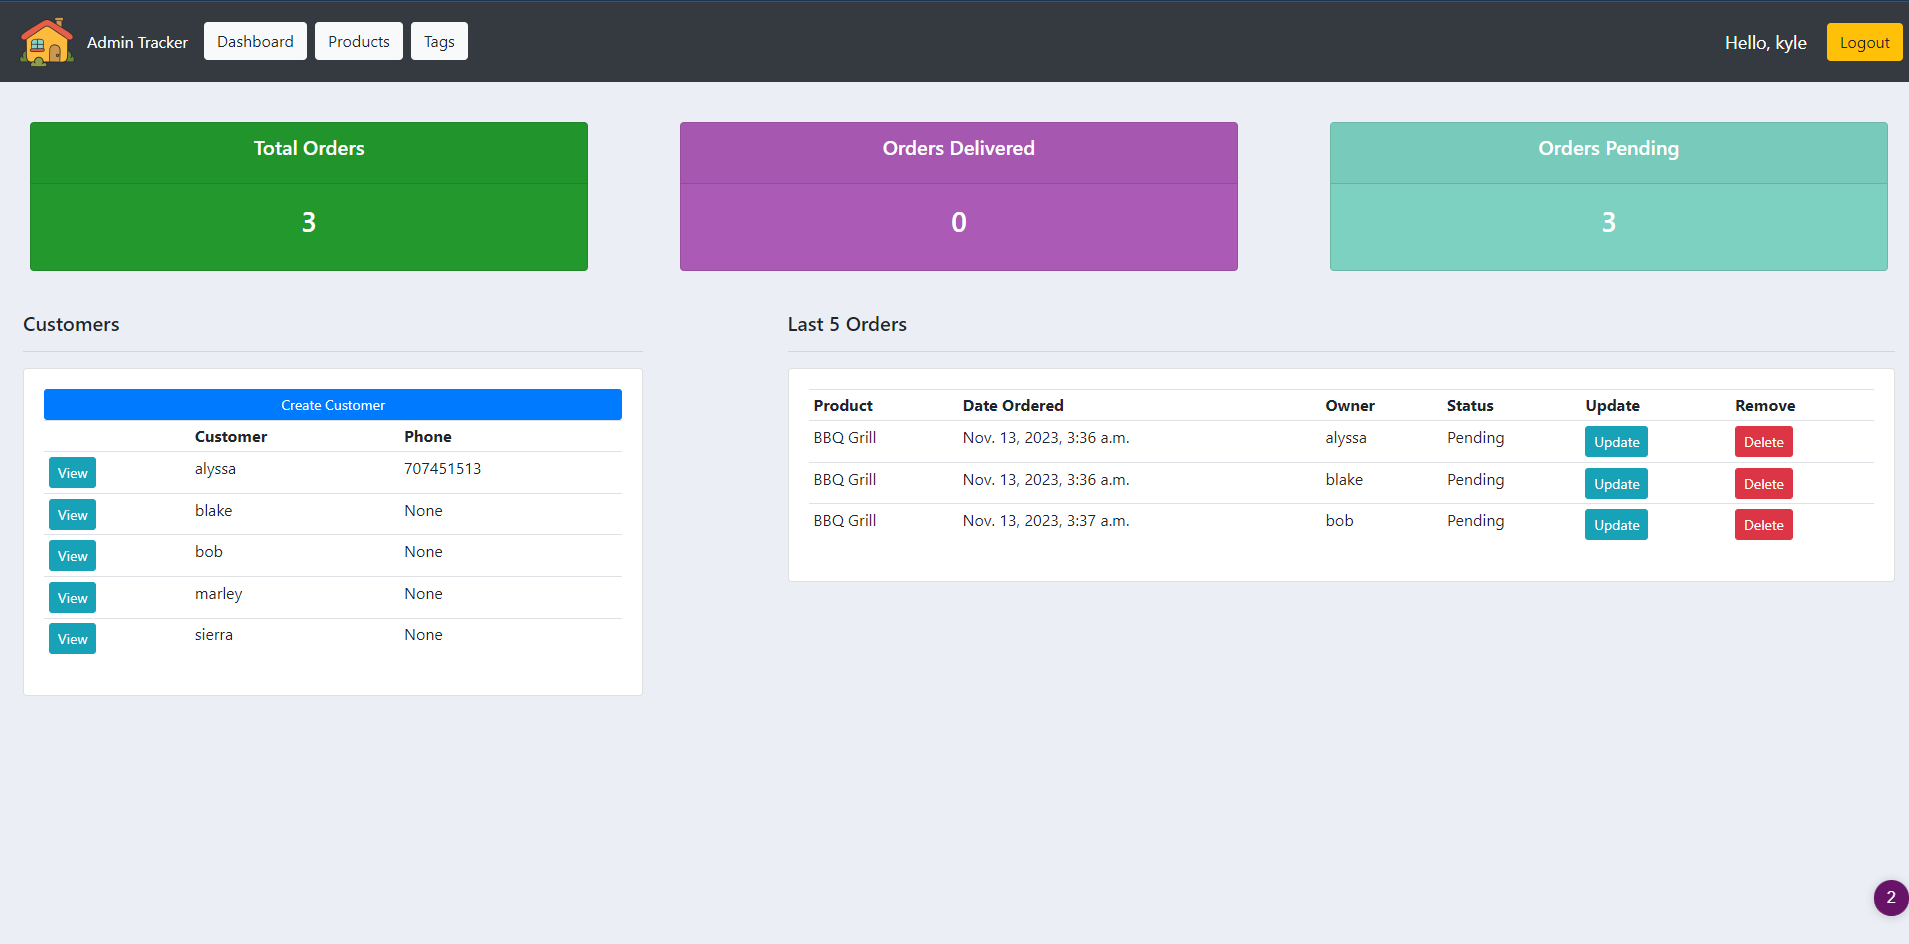 Admin Tracker Dashboard Products Tags Hello, kyle Logout
Total Orders
3
Orders Delivered
0
Orders Pending
3
Customers
Create Customer
Customer Phone
View alyssa 707451513
View blake None
View bob None
View marley None
View sierra None
Last 5 Orders
Product Date Ordered Owner Status Update Remove
BBQ Grill Nov. 13, 2023, 3:36 a.m. alyssa Pending Update Delete
BBQ Grill Nov. 13, 2023, 3:36 a.m. blake Pending Update Delete
BBQ Grill Nov. 13, 2023, 3:37 a.m. bob Pending Update Delete
2